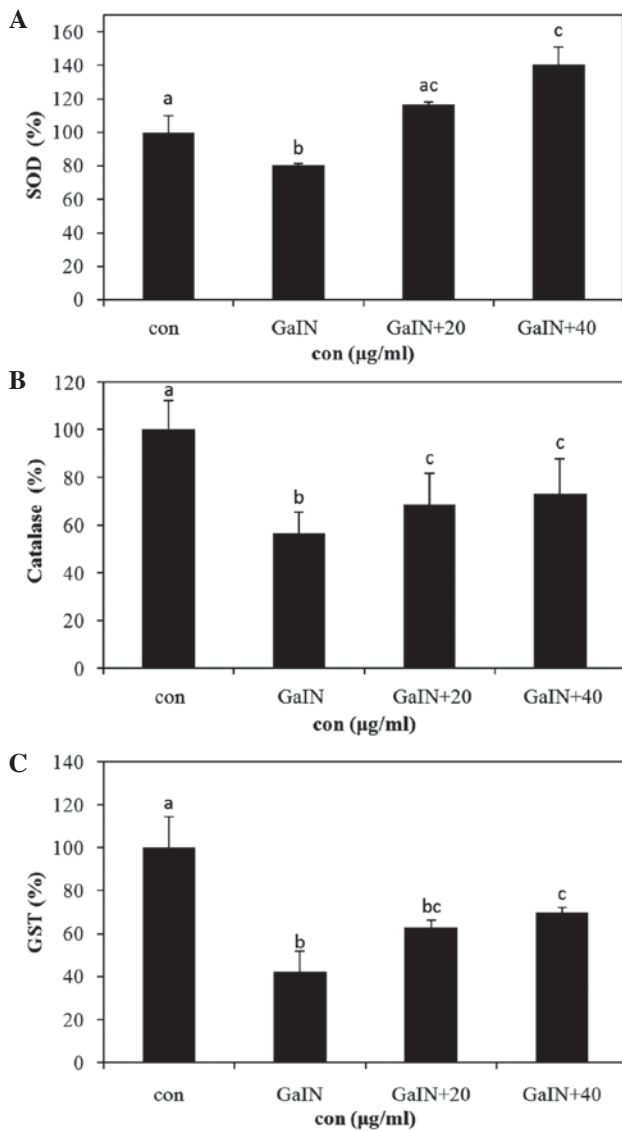 A
160
140
120
100
80
60
40
20
0
SOD (%)
a
b
ac
c
con GaIN GaIN+20 GaIN+40
con (μg/ml)
B
120
100
80
60
40
20
0
Catalase (%)
a
b
c
c
con GaIN GaIN+20 GaIN+40
con (μg/ml)
C
140
120
100
80
60
40
20
0
GST (%)
a
b
bc
c
con GaIN GaIN+20 GaIN+40
con (μg/ml)